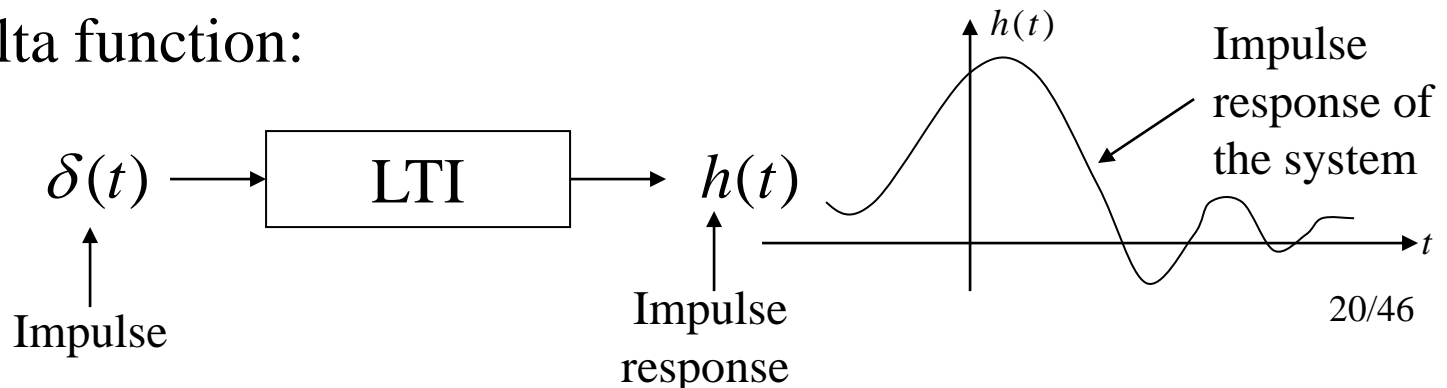 lta function:
h(t)
Impulse
response of
the system
δ(t)
LTI
h(t)
t
Impulse
Impulse
response
20/46